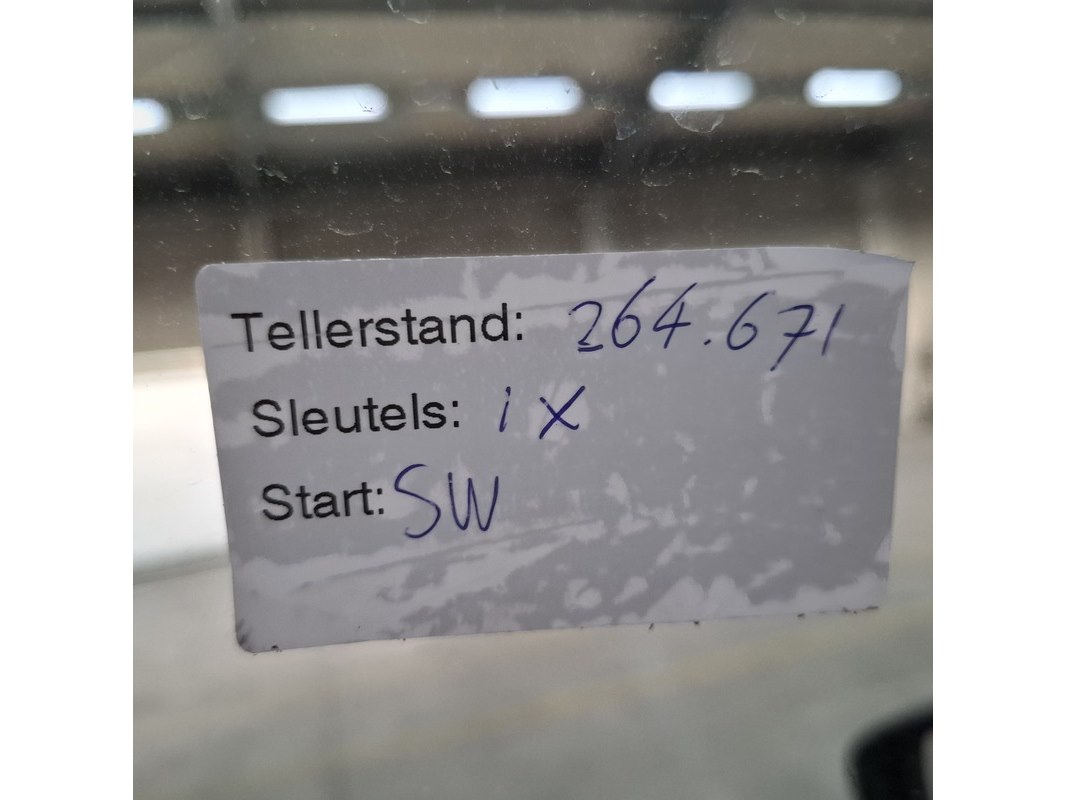 Tellerstand: 264.671
Sleutels: 1 X
Start: SW